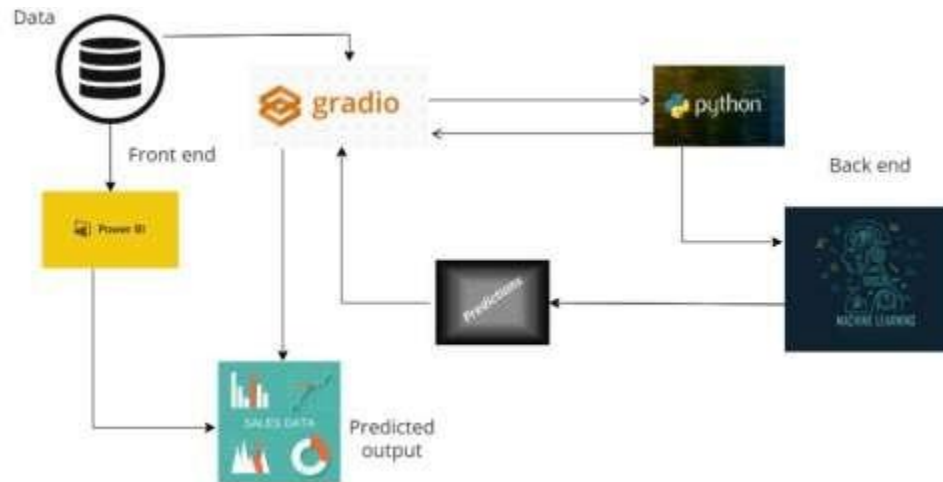 Data
gradio
python
Front end
Back end
Power BI
Predictions
MACHINE LEARNING
SALES DATA
Predicted
output